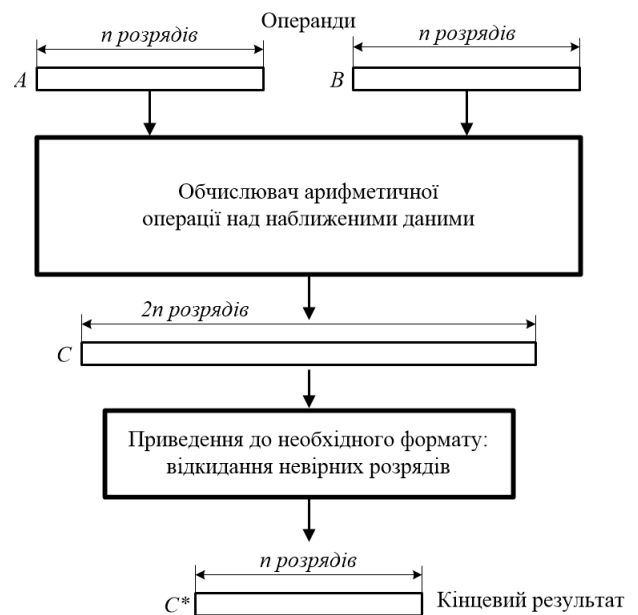 Операнди
n розрядів
n розрядів
A
B
Обчислювач арифметичної
операції над наближеними даними
2n розрядів
C
Приведення до необхідного формату:
відкидання невірних розрядів
n розрядів
C* Кінцевий результат